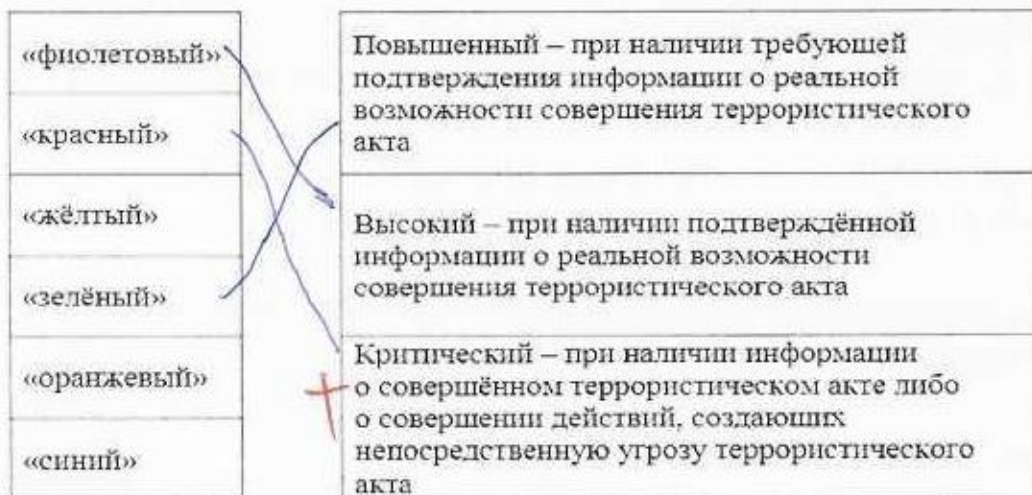 «фиолетовый»
«красный»
«жёлтый»
«зелёный»
«оранжевый»
«синий»
Повышенный – при наличии требующей
подтверждения информации о реальной
возможности совершения террористического
акта
Высокий – при наличии подтверждённой
информации о реальной возможности
совершения террористического акта
Критический – при наличии информации
о совершённом террористическом акте либо
о совершении действий, создающих
непосредственную угрозу террористического
акта